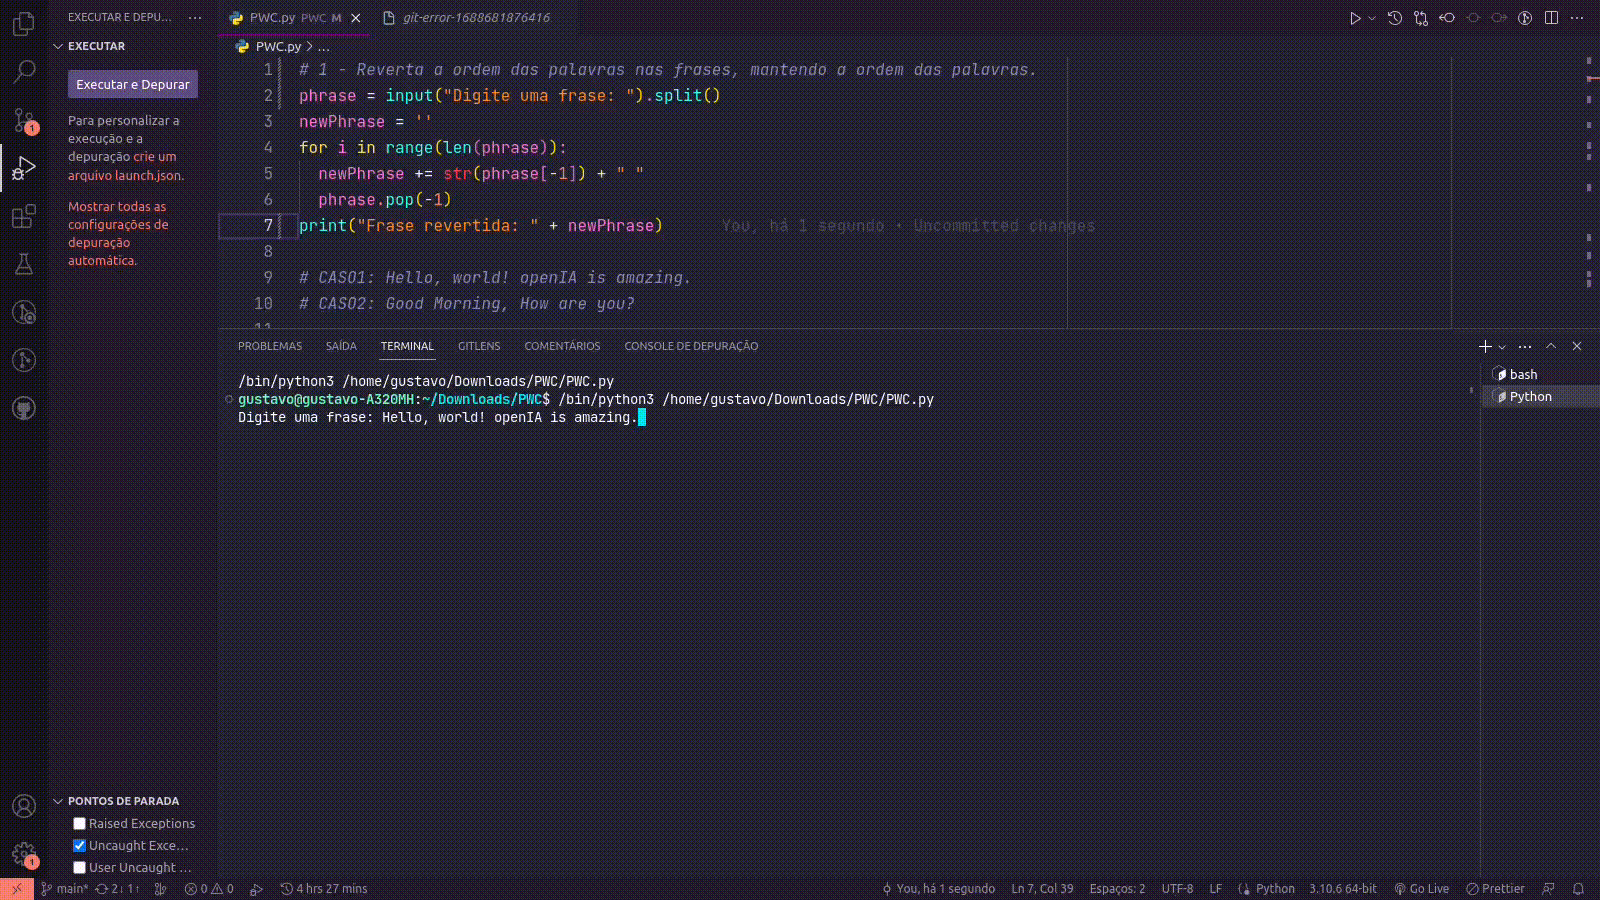 EXECUTAR E DEPU... ···
EXECUTAR
Executar e Depurar
Para personalizar a
execução e a
depuração crie um
arquivo launch.json.
Mostrar todas as
configurações de
depuração
automática.
1
PWC.py PWC M
git-error-1688681876416
PWC.py > ...
1 # 1 - Reverta a ordem das palavras nas frases, mantendo a ordem das palavras.
2 phrase = input("Digite uma frase: ").split()
3 newPhrase = ''
4 for i in range(len(phrase)):
5 newPhrase += str(phrase[-1]) + " "
6 phrase.pop(-1)
7 print("Frase revertida: " + newPhrase) You, há 1 segundo • Uncommitted changes
8
9 # CASO1: Hello, world! openIA is amazing.
10 # CASO2: Good Morning, How are you?
11
PROBLEMAS SAÍDA TERMINAL GITLENS COMENTÁRIOS CONSOLE DE DEPURAÇÃO
/bin/python3 /home/gustavo/Downloads/PWC/PWC.py
gustavo@gustavo-A320MH:~/Downloads/PWC$ /bin/python3 /home/gustavo/Downloads/PWC/PWC.py
Digite uma frase: Hello, world! openIA is amazing.
bash
Python
PONTOS DE PARADA
Raised Exceptions
Uncaught Exce...
User Uncaught ...
1
main* 2↓ 1↑ 0 0 4 hrs 27 mins You, há 1 segundo Ln 7, Col 39 Espaços: 2 UTF-8 LF Python 3.10.6 64-bit Go Live Prettier